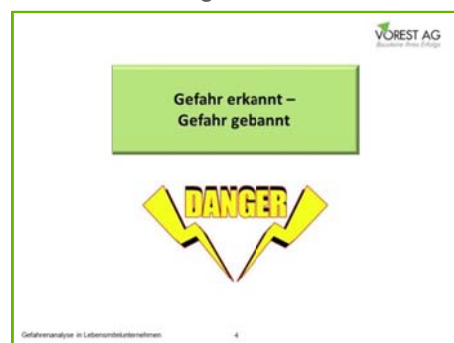 VOREST AG
Bausteine Ihres Erfolgs
Gefahr erkannt –
Gefahr gebannt
DANGER
Gefahrenanalyse in Lebensmittelunternehmen
4